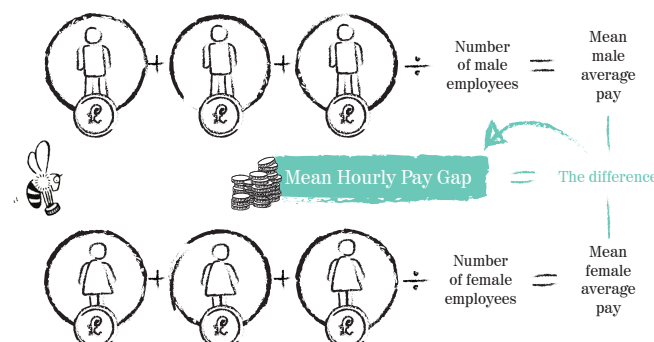 Number
of male
employees
Mean
male
average
pay
Mean Hourly Pay Gap
The difference
Number
of female
employees
Mean
female
average
pay